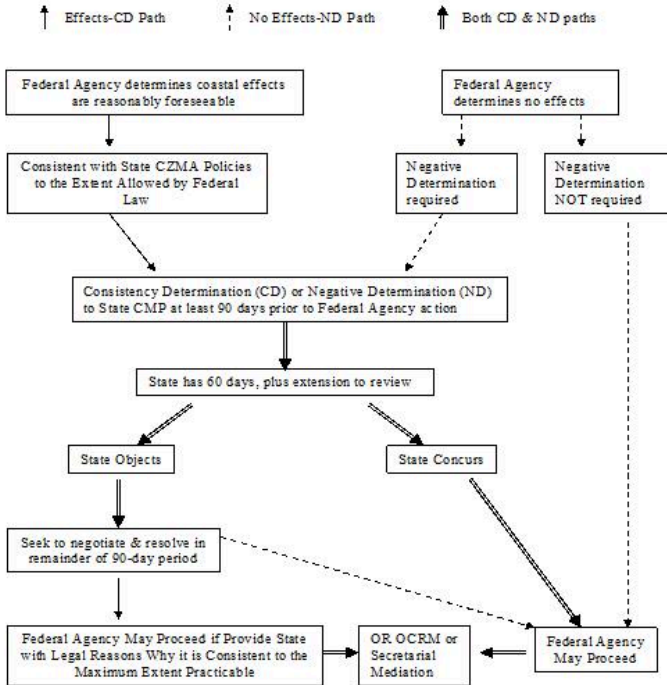 Effects-CD Path
No Effects-ND Path
Both CD & ND paths
Federal Agency determines coastal effects
are reasonably foreseeable
Federal Agency
determines no effects
Consistent with State CZMA Policies
to the Extent Allowed by Federal
Law
Negative
Determination
required
Negative
Determination
NOT required
Consistency Determination (CD) or Negative Determination (ND)
to State CMP at least 90 days prior to Federal Agency action
State has 60 days, plus extension to review
State Objects
State Concurs
Seek to negotiate & resolve in
remainder of 90-day period
Federal Agency May Proceed if Provide State
with Legal Reasons Why it is Consistent to the
Maximum Extent Practicable
OR OCRM or
Secretarial
Mediation
Federal Agency
May Proceed